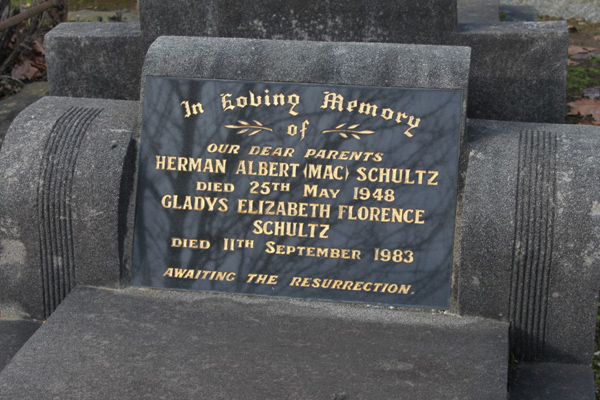 In Loving Memory
of
OUR DEAR PARENTS
HERMAN ALBERT (MAC) SCHULTZ
DIED 25TH MAY 1948
GLADYS ELIZABETH FLORENCE
SCHULTZ
DIED 11TH SEPTEMBER 1983
AWAITING THE RESURRECTION.